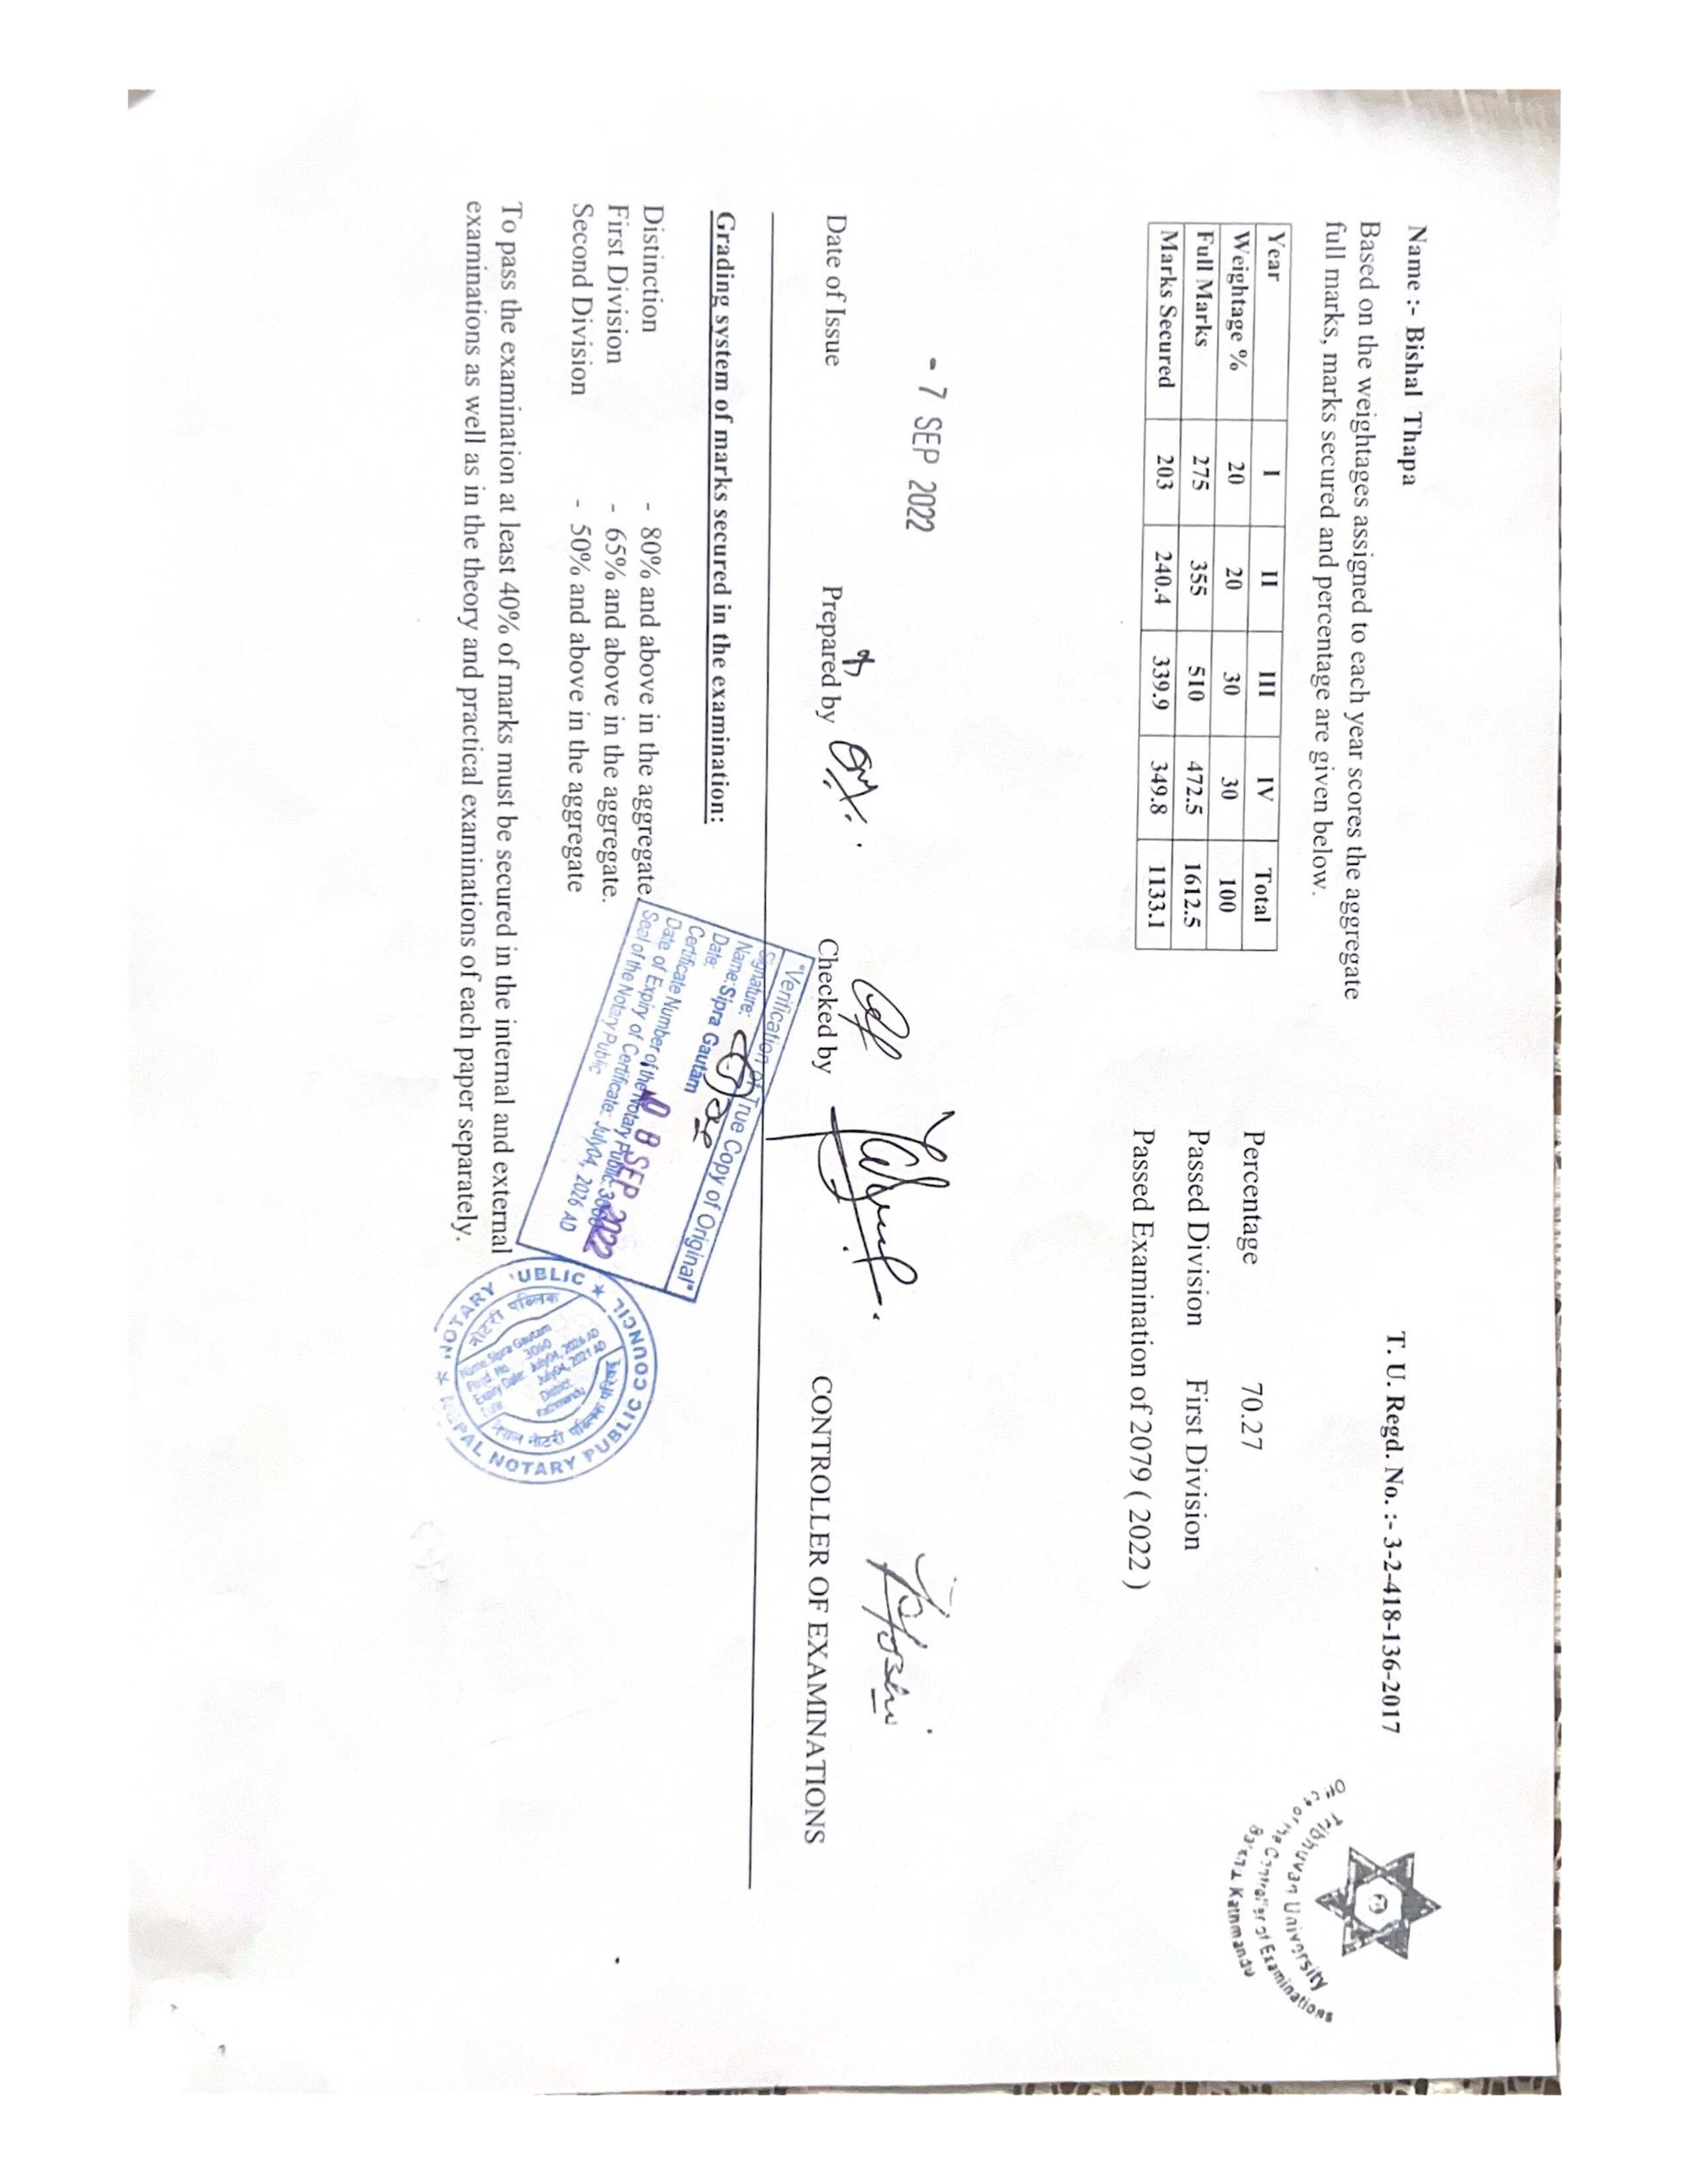 Name :- Bishal Thapa
T. U. Regd. No. :- 3-2-418-136-2017
Tribhuvan University
Office of the Controller of Examinations
Kathmandu
Based on the weightages assigned to each year scores the aggregate
full marks, marks secured and percentage are given below.
Year I II III IV Total
Weightage % 20 20 30 30 100
Full Marks 275 355 510 472.5 1612.5
Marks Secured 203 240.4 339.9 349.8 1133.1
Percentage 70.27
Passed Division First Division
Passed Examination of 2079 ( 2022 )
- 7 SEP 2022
Date of Issue
Prepared by
Checked by
CONTROLLER OF EXAMINATIONS
"Verification of True Copy of Original"
Signature:
Name: Sipra Gautam
Date: 08 SEP 2022
Certificate Number of the Notary Public: 3060
Date of Expiry of Certificate: July04, 2026 AD
Seal of the Notary Public
NEPAL NOTARY PUBLIC COUNCIL
NOTARY PUBLIC
Grading system of marks secured in the examination:
Distinction - 80% and above in the aggregate.
First Division - 65% and above in the aggregate.
Second Division - 50% and above in the aggregate
To pass the examination at least 40% of marks must be secured in the internal and external
examinations as well as in the theory and practical examinations of each paper separately.